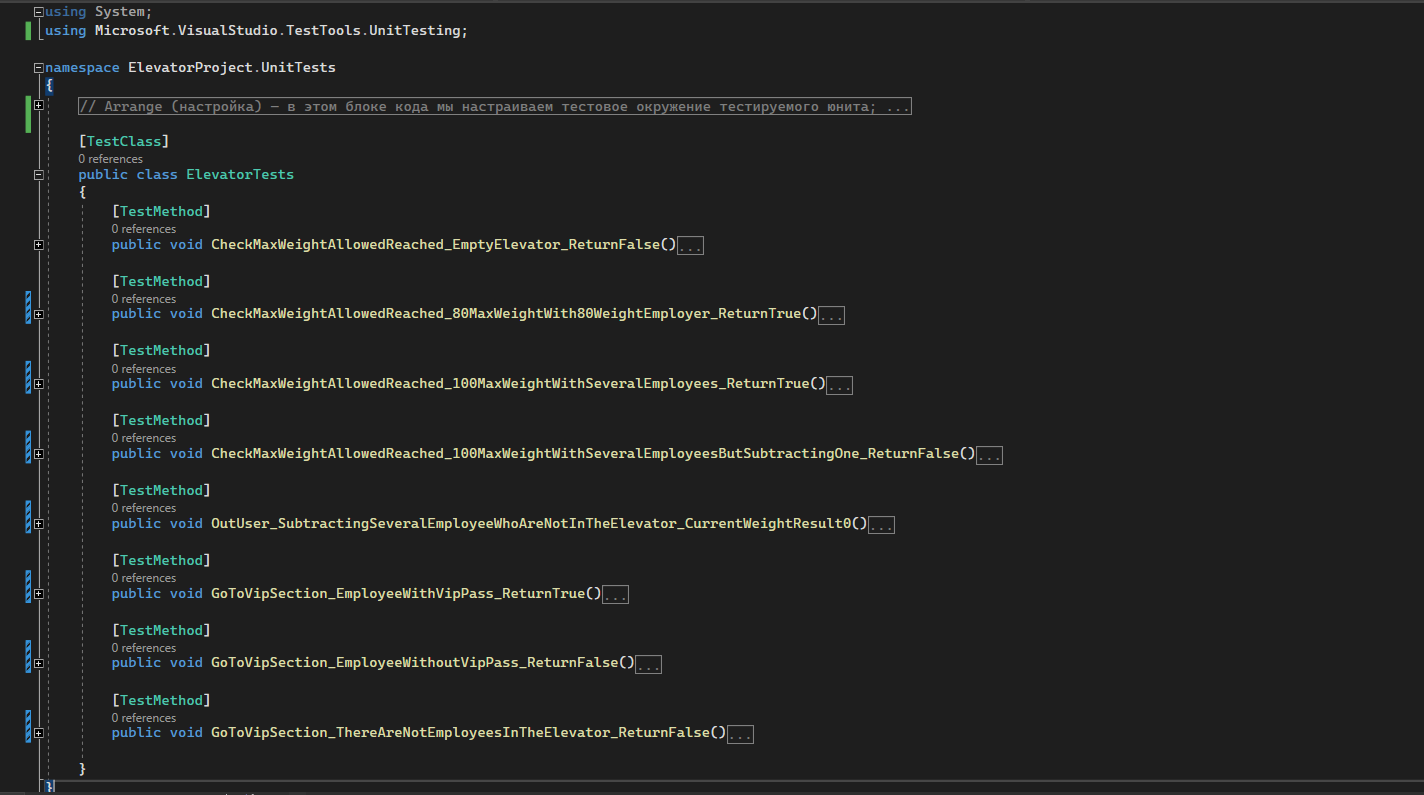 using System;
using Microsoft.VisualStudio.TestTools.UnitTesting;
namespace ElevatorProject.UnitTests
{
// Arrange (настройка) — в этом блоке кода мы настраиваем тестовое окружение тестируемого юнита; ...
[TestClass]
0 references
public class ElevatorTests
{
[TestMethod]
0 references
public void CheckMaxWeightAllowedReached_EmptyElevator_ReturnFalse()...
[TestMethod]
0 references
public void CheckMaxWeightAllowedReached_80MaxWeightWith80WeightEmployer_ReturnTrue()...
[TestMethod]
0 references
public void CheckMaxWeightAllowedReached_100MaxWeightWithSeveralEmployees_ReturnTrue()...
[TestMethod]
0 references
public void CheckMaxWeightAllowedReached_100MaxWeightWithSeveralEmployeesButSubtractingOne_ReturnFalse()...
[TestMethod]
0 references
public void OutUser_SubtractingSeveralEmployeeWhoAreNotInTheElevator_CurrentWeightResult0()...
[TestMethod]
0 references
public void GoToVipSection_EmployeeWithVipPass_ReturnTrue()...
[TestMethod]
0 references
public void GoToVipSection_EmployeeWithoutVipPass_ReturnFalse()...
[TestMethod]
0 references
public void GoToVipSection_ThereAreNotEmployeesInTheElevator_ReturnFalse()...
}
}